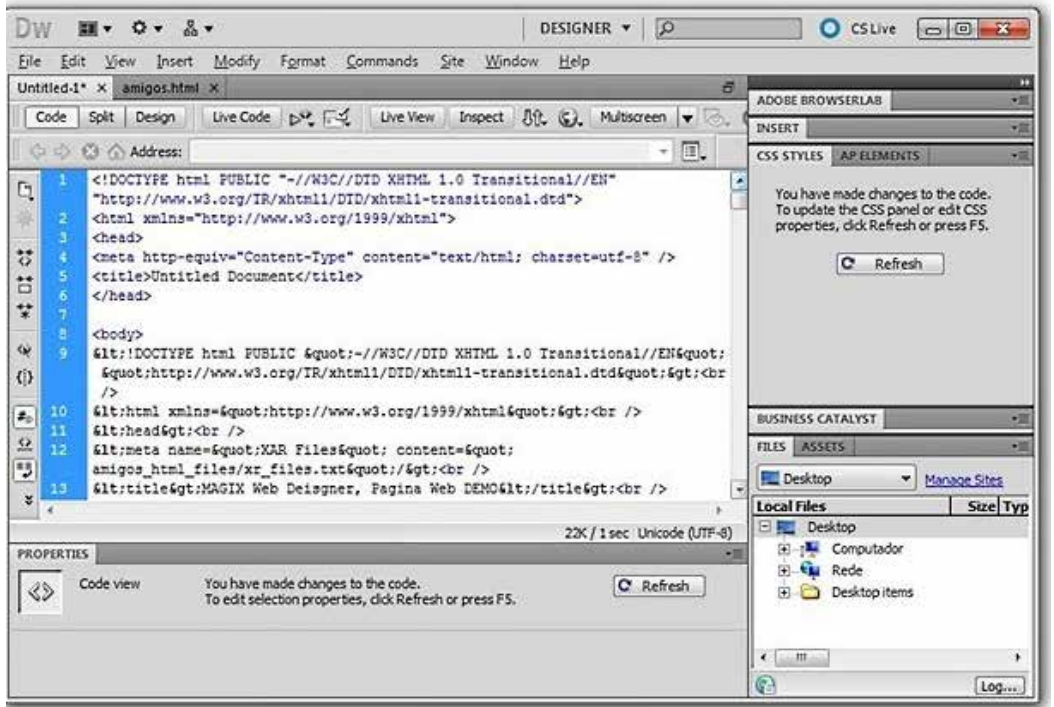 Dw DESIGNER CS Live
File Edit View Insert Modify Format Commands Site Window Help
Untitled-1* × amigos.html ×
Code Split Design Live Code Live View Inspect Multiscreen
Address:
1 <!DOCTYPE html PUBLIC "-//W3C//DTD XHTML 1.0 Transitional//EN"
"http://www.w3.org/TR/xhtml1/DTD/xhtml1-transitional.dtd">
2 <html xmlns="http://www.w3.org/1999/xhtml">
3 <head>
4 <meta http-equiv="Content-Type" content="text/html; charset=utf-8" />
5 <title>Untitled Document</title>
6 </head>
7
8 <body>
9 &lt;!DOCTYPE html PUBLIC &quot;-//W3C//DTD XHTML 1.0 Transitional//EN&quot;
&quot;http://www.w3.org/TR/xhtml1/DTD/xhtml1-transitional.dtd&quot;&gt;<br
/>
10 &lt;html xmlns=&quot;http://www.w3.org/1999/xhtml&quot;&gt;<br />
11 &lt;head&gt;<br />
12 &lt;meta name=&quot;XAR Files&quot; content=&quot;
amigos_html_files/xr_files.txt&quot;/&gt;<br />
13 &lt;title&gt;MAGIX Web Deisgner, Pagina Web DEMO&lt;/title&gt;<br />
22K / 1 sec Unicode (UTF-8)
PROPERTIES
Code view
You have made changes to the code.
To edit selection properties, click Refresh or press F5.
Refresh
ADOBE BROWSERLAB
INSERT
CSS STYLES AP ELEMENTS
You have made changes to the code.
To update the CSS panel or edit CSS
properties, click Refresh or press F5.
Refresh
BUSINESS CATALYST
FILES ASSETS
Desktop Manage Sites
Local Files Size Typ
Desktop
Computador
Rede
Desktop items
Log...